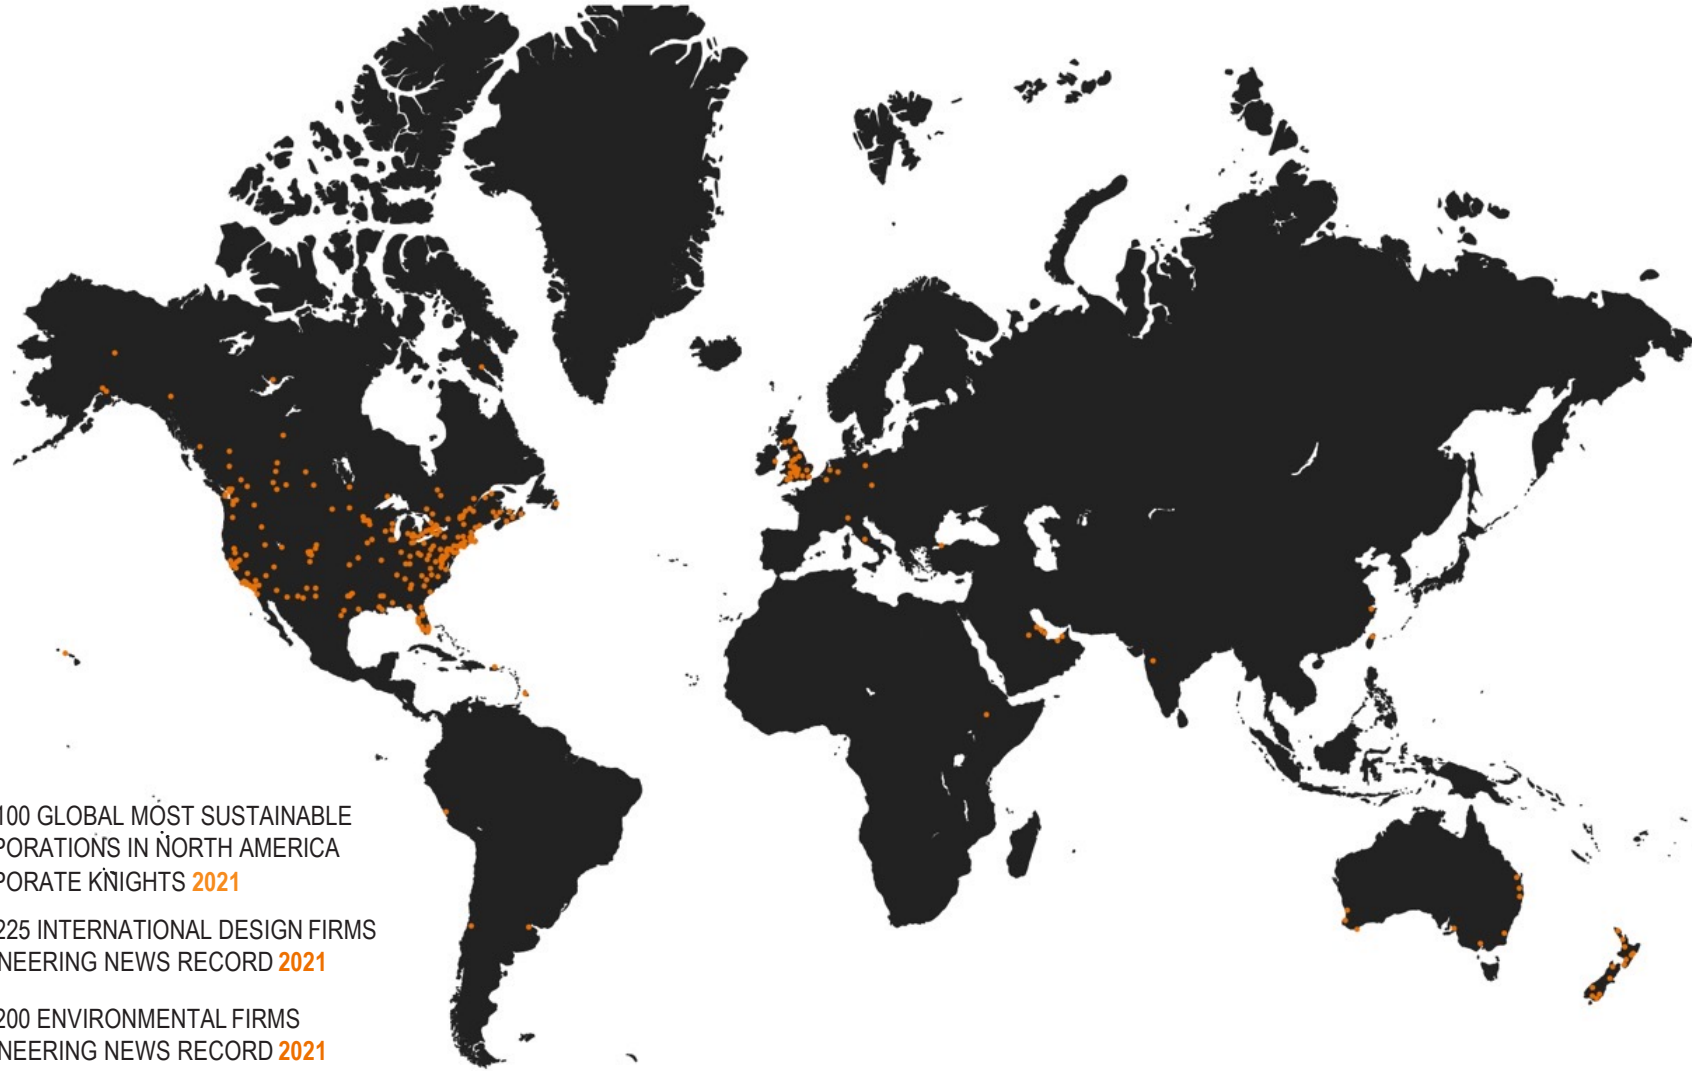 100 GLOBAL MOST SUSTAINABLE
PORATIONS IN NORTH AMERICA
PORATE KNIGHTS 2021
225 INTERNATIONAL DESIGN FIRMS
NEERING NEWS RECORD 2021
200 ENVIRONMENTAL FIRMS
NEERING NEWS RECORD 2021